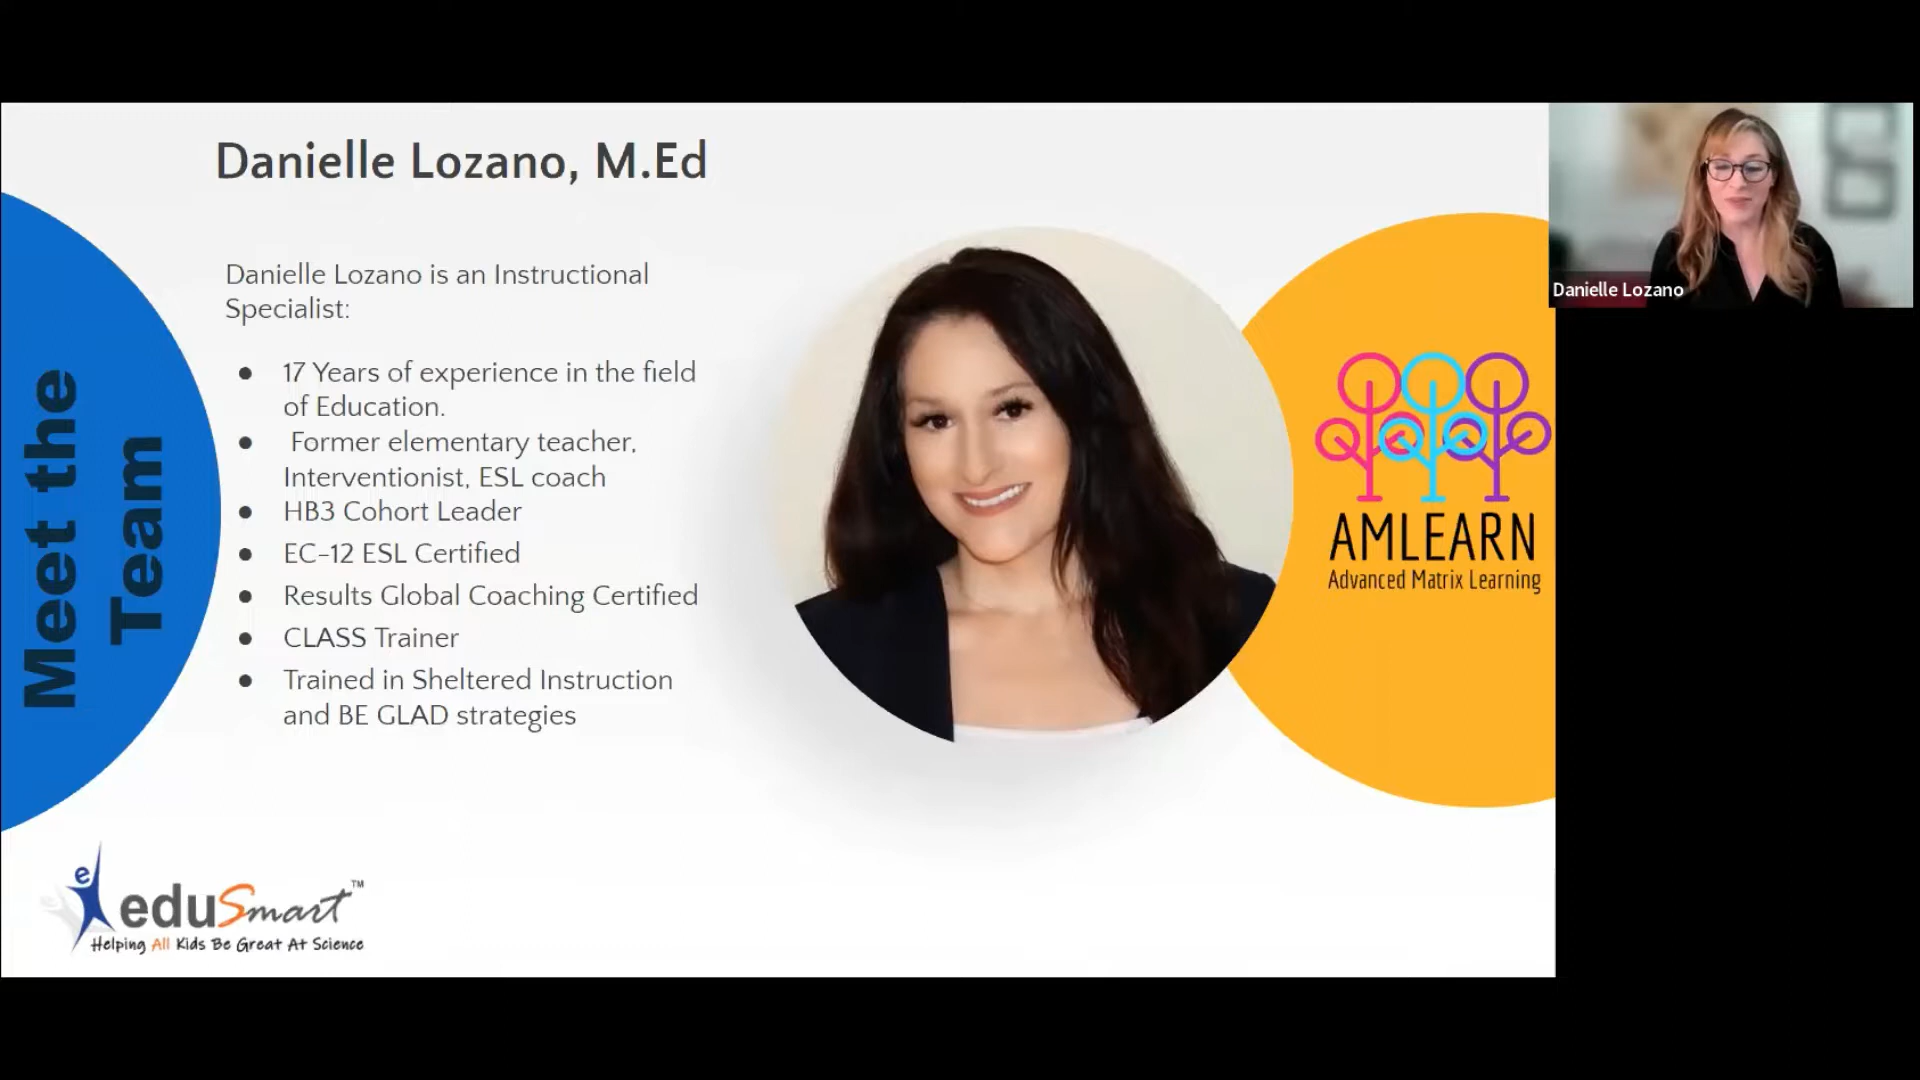 Danielle Lozano, M.Ed
Danielle Lozano is an Instructional
Specialist:
● 17 Years of experience in the field
of Education.
● Former elementary teacher,
Interventionist, ESL coach
● HB3 Cohort Leader
● EC-12 ESL Certified
● Results Global Coaching Certified
● CLASS Trainer
● Trained in Sheltered Instruction
and BE GLAD strategies
Meet the
Team
AMLEARN
Advanced Matrix Learning
Danielle Lozano
e
eduSmart™
Helping All Kids Be Great At Science